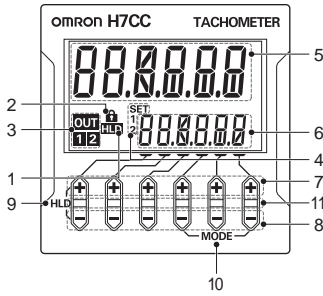 OMRON H7CC TACHOMETER
5
2
SET
3 OUT HLD 1
1 2 2 6
4
1 7
9 HLD 11
8
MODE
10